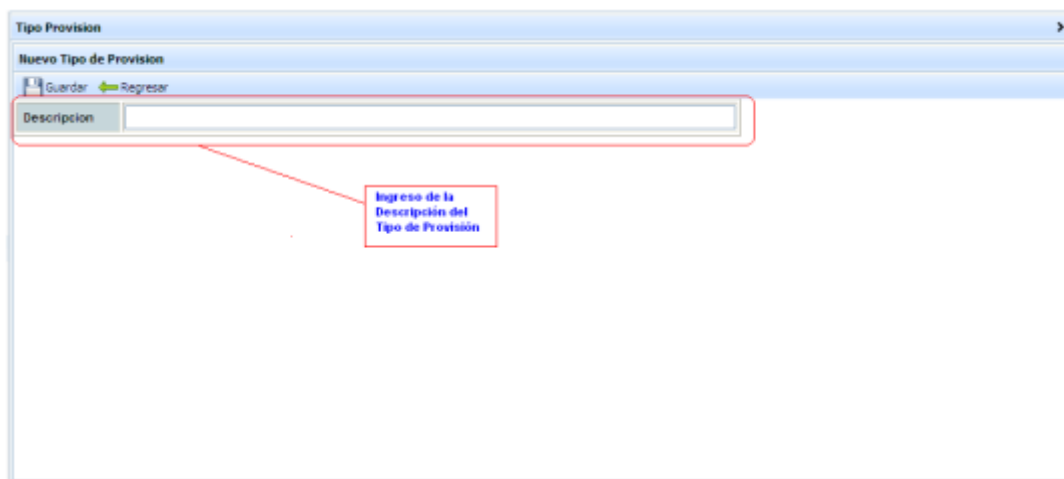 Tipo Provision
Nuevo Tipo de Provision
Guardar Regresar
Descripcion
Ingreso de la
Descripción del
Tipo de Provisión